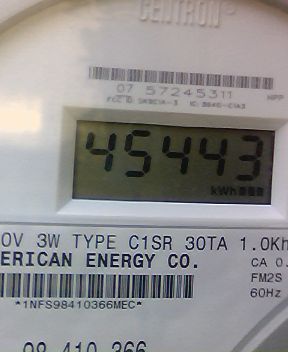 CENTRON®
07 57245311
45443
kWh
0V 3W TYPE C1SR 30TA 1.0Kh
ERICAN ENERGY CO.
CA 0.
FM2S
60Hz
*1NFS98410366MEC*
98 410 366